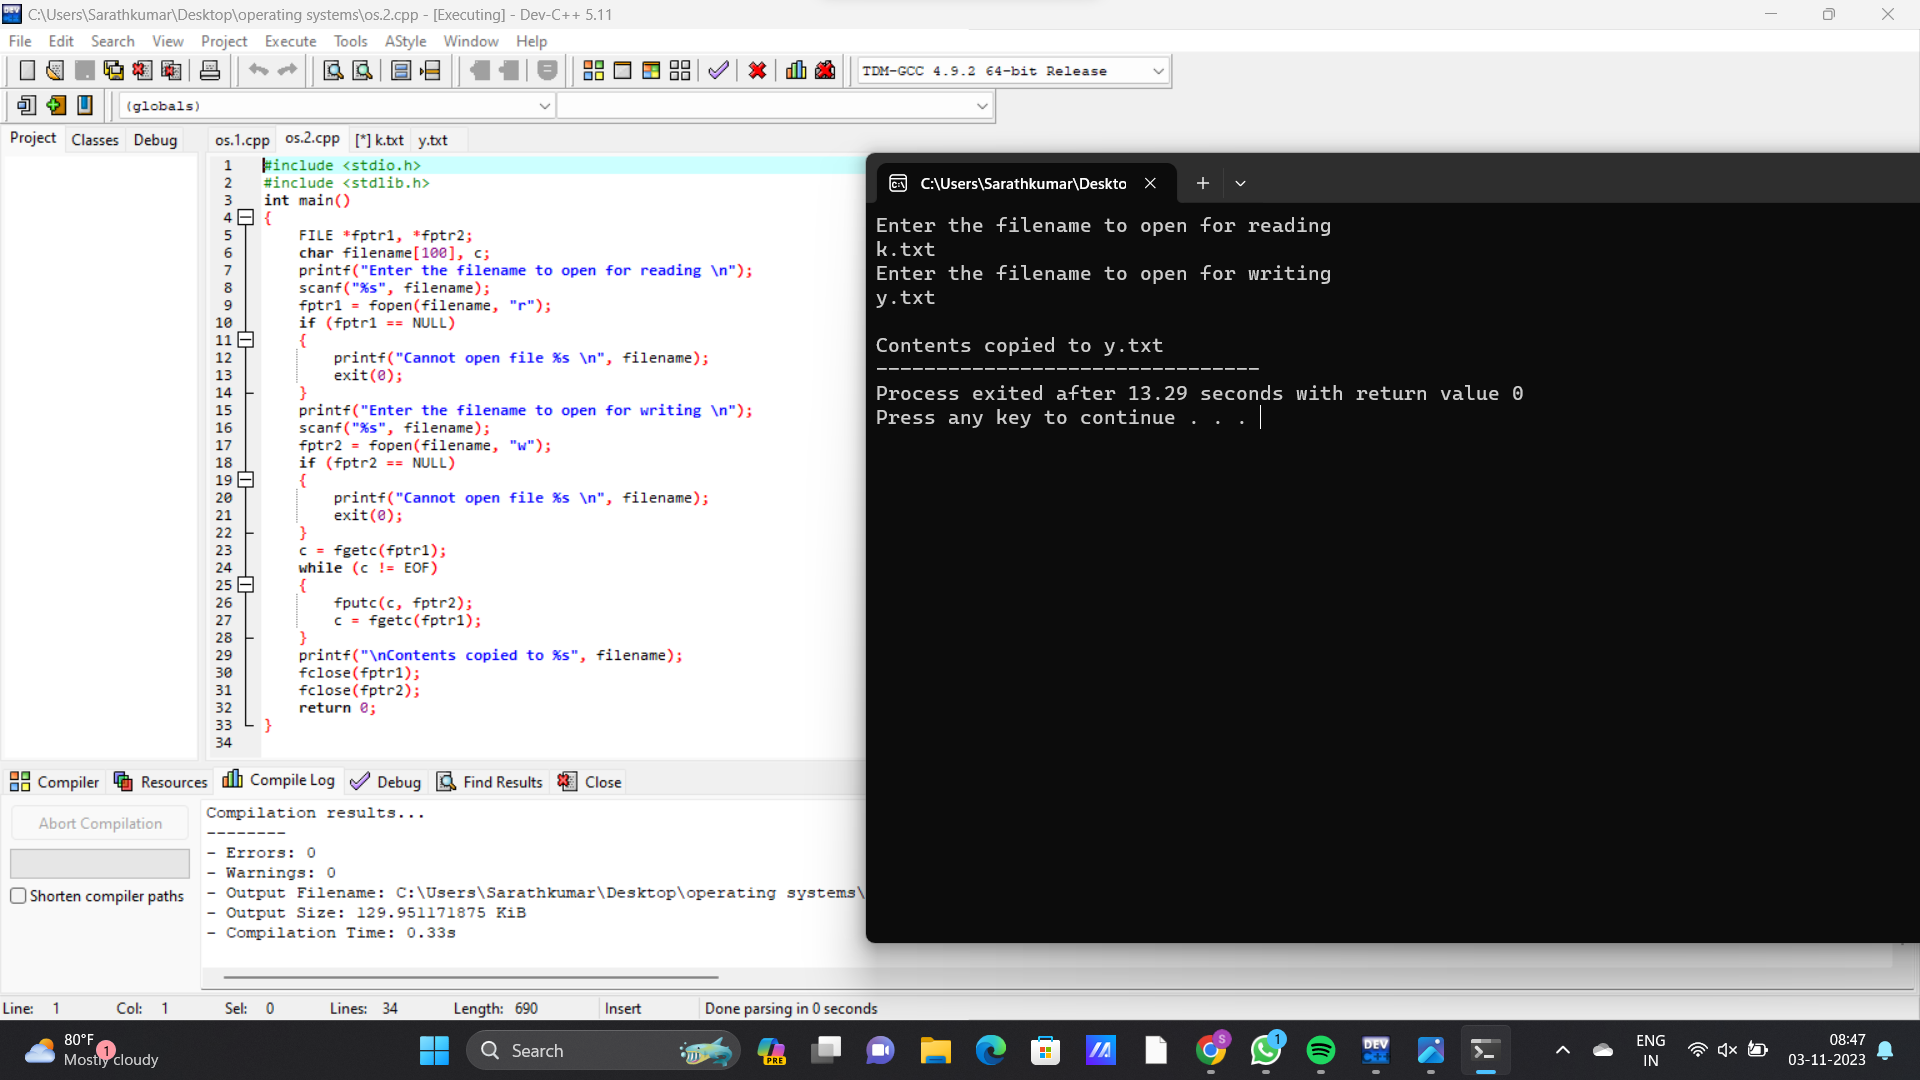 C:\Users\Sarathkumar\Desktop\operating systems\os.2.cpp - [Executing] - Dev-C++ 5.11
File Edit Search View Project Execute Tools AStyle Window Help
TDM-GCC 4.9.2 64-bit Release
(globals)
Project Classes Debug
os.1.cpp os.2.cpp [*] k.txt y.txt
1 #include <stdio.h>
2 #include <stdlib.h>
3 int main()
4 {
5 FILE *fptr1, *fptr2;
6 char filename[100], c;
7 printf("Enter the filename to open for reading \n");
8 scanf("%s", filename);
9 fptr1 = fopen(filename, "r");
10 if (fptr1 == NULL)
11 {
12 printf("Cannot open file %s \n", filename);
13 exit(0);
14 }
15 printf("Enter the filename to open for writing \n");
16 scanf("%s", filename);
17 fptr2 = fopen(filename, "w");
18 if (fptr2 == NULL)
19 {
20 printf("Cannot open file %s \n", filename);
21 exit(0);
22 }
23 c = fgetc(fptr1);
24 while (c != EOF)
25 {
26 fputc(c, fptr2);
27 c = fgetc(fptr1);
28 }
29 printf("\nContents copied to %s", filename);
30 fclose(fptr1);
31 fclose(fptr2);
32 return 0;
33 }
34
C:\Users\Sarathkumar\Deskto
Enter the filename to open for reading
k.txt
Enter the filename to open for writing
y.txt
Contents copied to y.txt
--------------------------------
Process exited after 13.29 seconds with return value 0
Press any key to continue . . .
Compiler Resources Compile Log Debug Find Results Close
Abort Compilation
Shorten compiler paths
Compilation results...
--------
- Errors: 0
- Warnings: 0
- Output Filename: C:\Users\Sarathkumar\Desktop\operating systems\
- Output Size: 129.951171875 KiB
- Compilation Time: 0.33s
Line: 1 Col: 1 Sel: 0 Lines: 34 Length: 690 Insert Done parsing in 0 seconds
80°F
Mostly cloudy
1
Search
PRE
S
1
DEV
C++
ENG
IN
08:47
03-11-2023